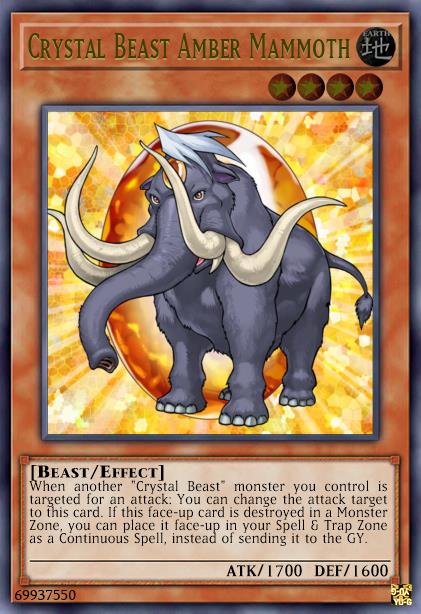 Crystal Beast Amber Mammoth
EARTH
地
[Beast/Effect]
When another "Crystal Beast" monster you control is
targeted for an attack: You can change the attack target
to this card. If this face-up card is destroyed in a Monster
Zone, you can place it face-up in your Spell & Trap Zone
as a Continuous Spell, instead of sending it to the GY.
ATK/1700 DEF/1600
69937550